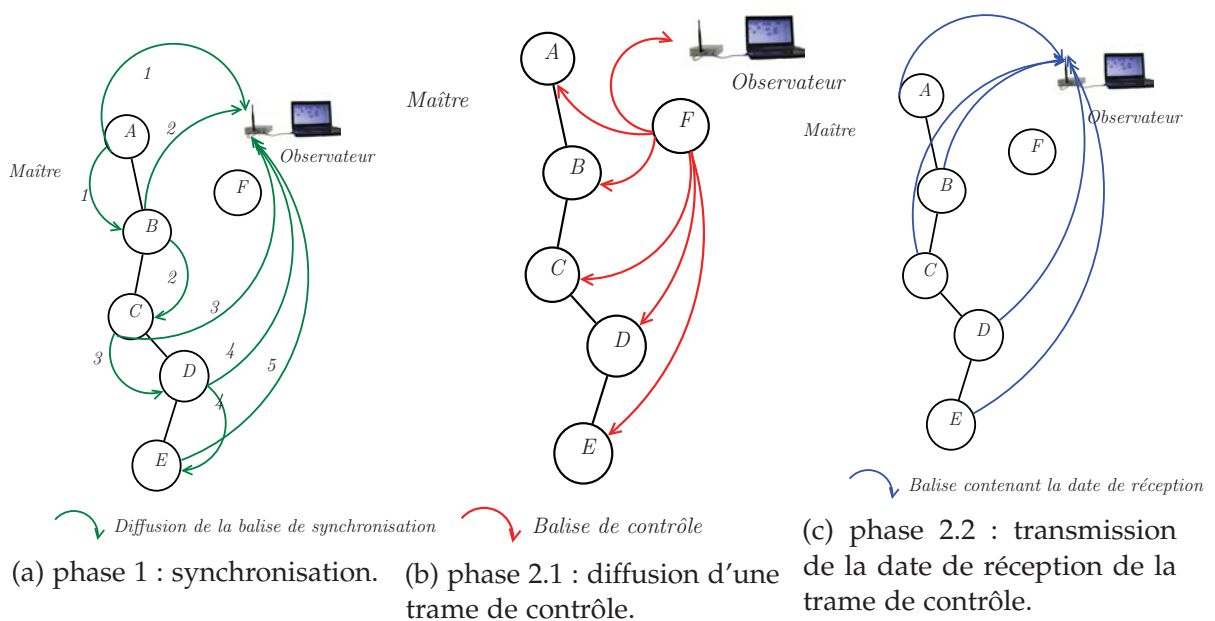 1
A
2
Observateur
Maître
F
1
B
2
C
3
3
4
5
D
4
E
Diffusion de la balise de synchronisation
(a) phase 1 : synchronisation.
A
Observateur
Maître
F
B
C
D
E
Balise de contrôle
(b) phase 2.1 : diffusion d'une
trame de contrôle.
A
Observateur
Maître
F
B
C
D
E
Balise contenant la date de réception
(c) phase 2.2 : transmission
de la date de réception de la
trame de contrôle.